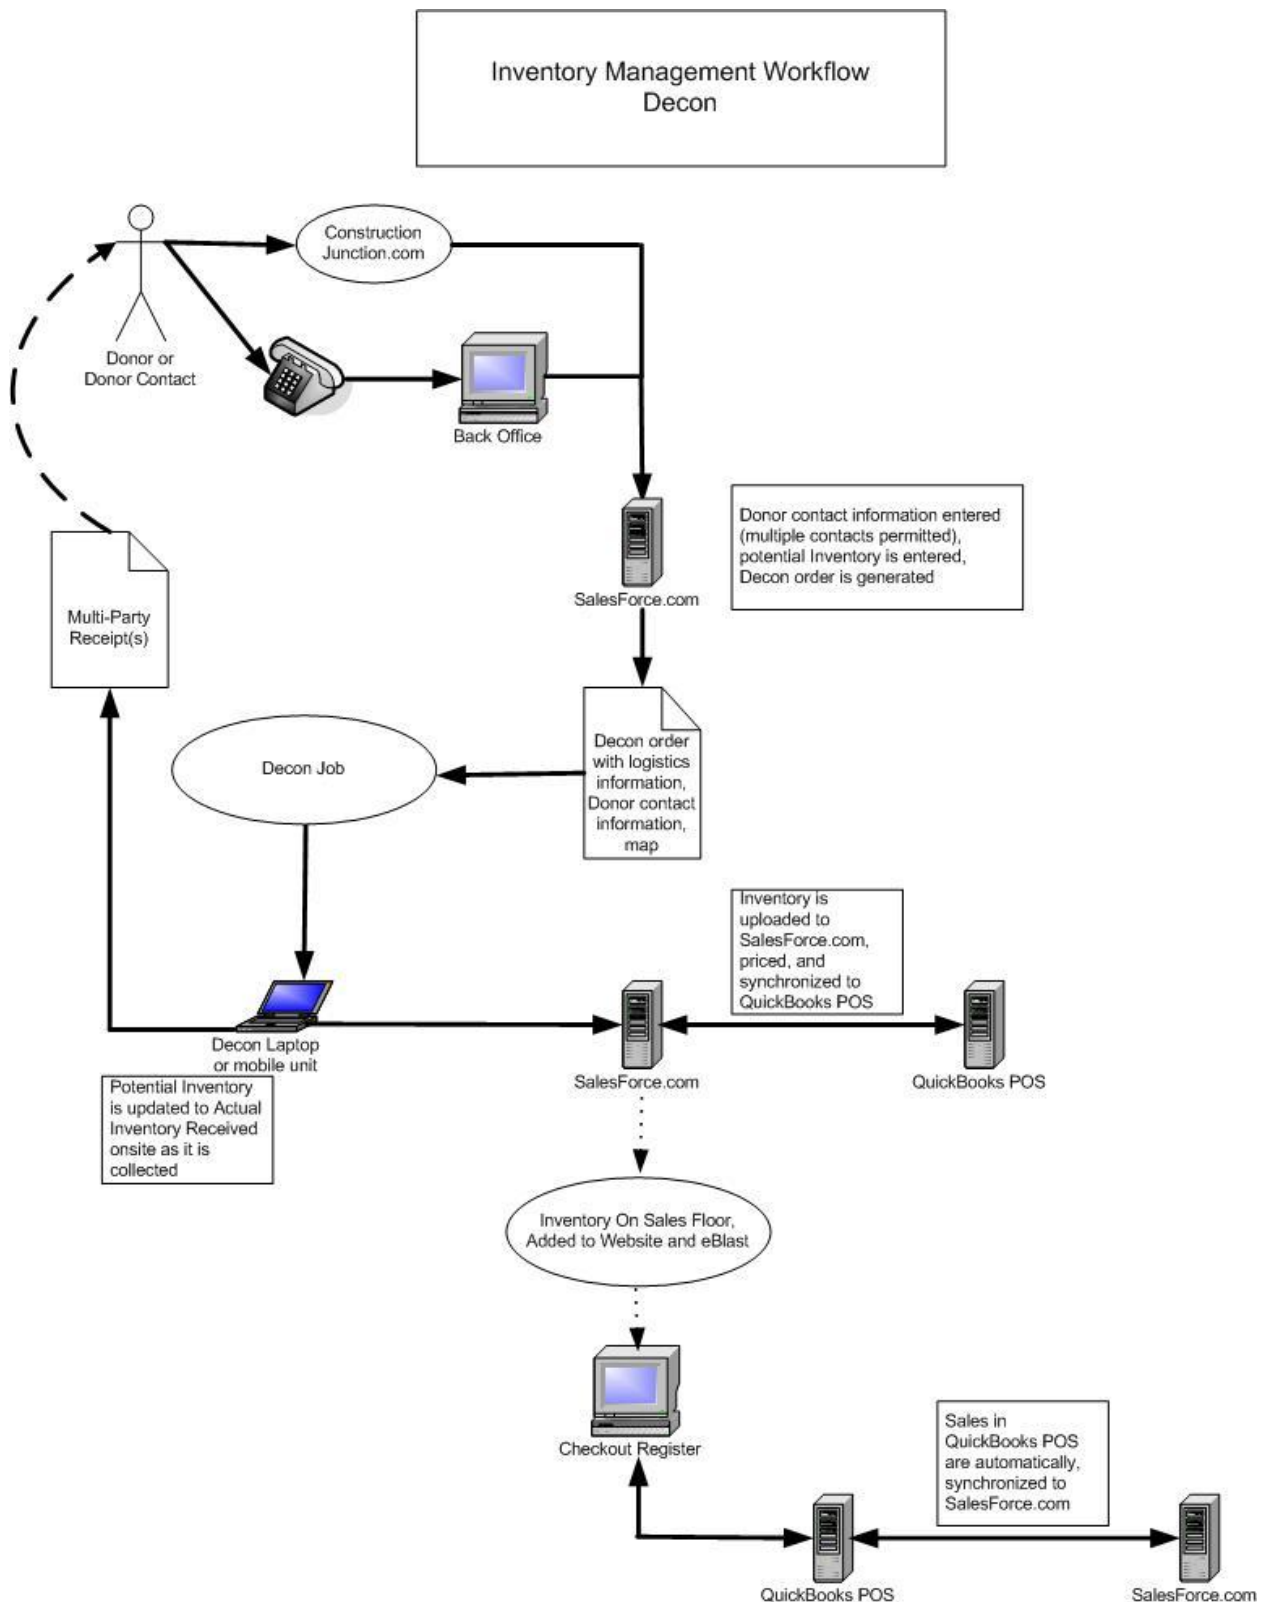 Inventory Management Workflow
Decon
Construction
Junction.com
Donor or
Donor Contact
Back Office
Donor contact information entered
(multiple contacts permitted),
potential Inventory is entered,
Decon order is generated
SalesForce.com
Multi-Party
Receipt(s)
Decon order
with logistics
information,
Donor contact
information,
map
Decon Job
Inventory is
uploaded to
SalesForce.com,
priced, and
synchronized to
QuickBooks POS
Decon Laptop
or mobile unit
SalesForce.com
QuickBooks POS
Potential Inventory
is updated to Actual
Inventory Received
onsite as it is
collected
Inventory On Sales Floor,
Added to Website and eBlast
Checkout Register
Sales in
QuickBooks POS
are automatically,
synchronized to
SalesForce.com
QuickBooks POS
SalesForce.com